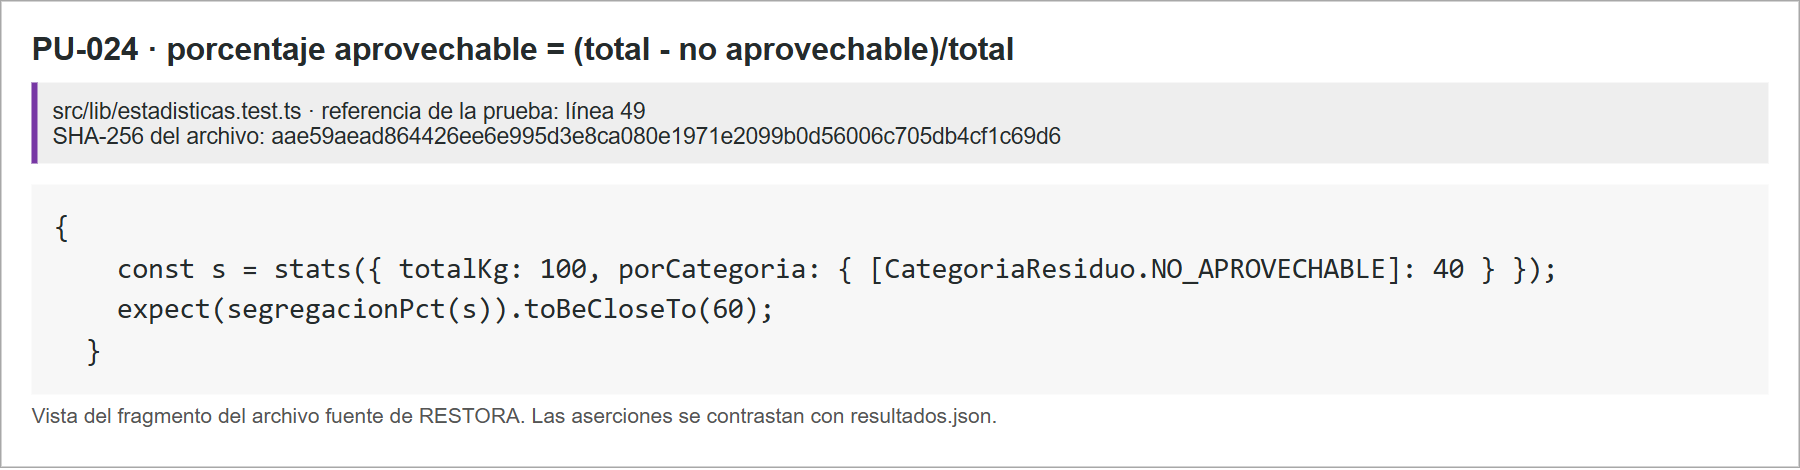 PU-024 · porcentaje aprovechable = (total - no aprovechable)/total
src/lib/estadisticas.test.ts · referencia de la prueba: línea 49
SHA-256 del archivo: aae59aead864426ee6e995d3e8ca080e1971e2099b0d56006c705db4cf1c69d6
{
    const s = stats({ totalKg: 100, porCategoria: { [CategoriaResiduo.NO_APROVECHABLE]: 40 } });
    expect(segregacionPct(s)).toBeCloseTo(60);
  }
Vista del fragmento del archivo fuente de RESTORA. Las aserciones se contrastan con resultados.json.